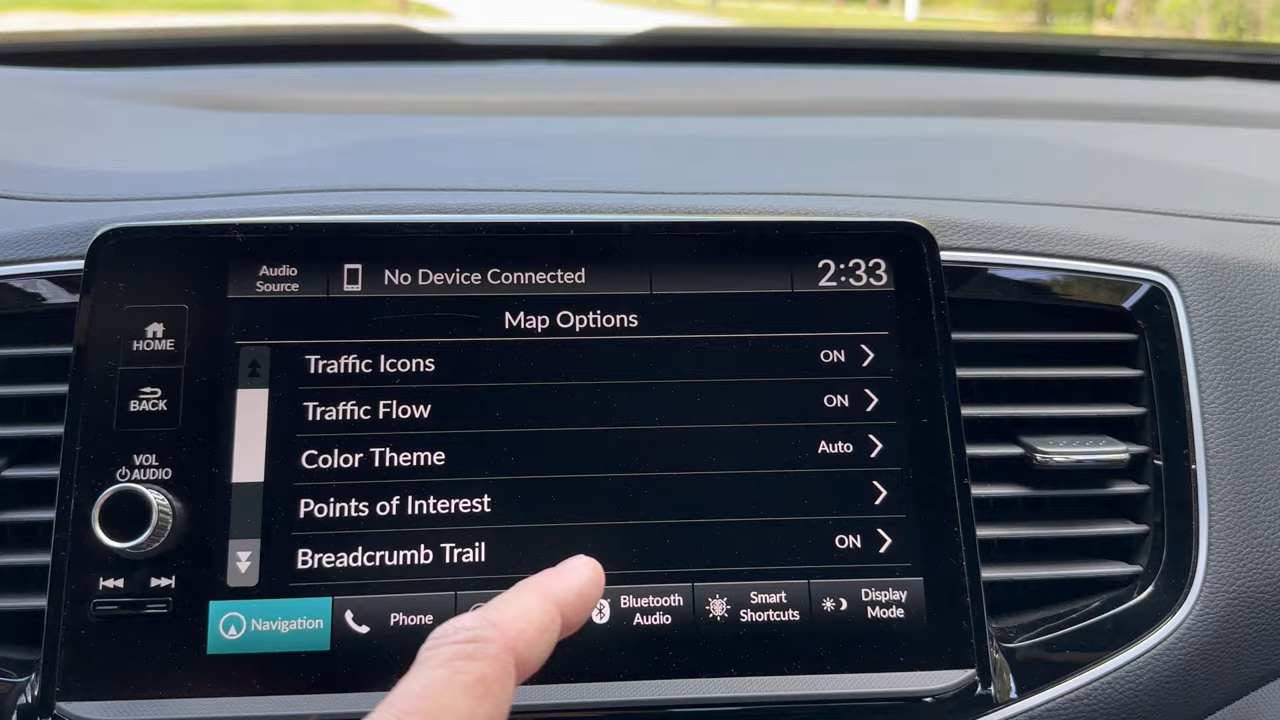 Audio
Source
No Device Connected
2:33
Map Options
HOME
BACK
VOL
AUDIO
Traffic Icons ON
Traffic Flow ON
Color Theme Auto
Points of Interest
Breadcrumb Trail ON
Navigation
Phone
Bluetooth
Audio
Smart
Shortcuts
Display
Mode